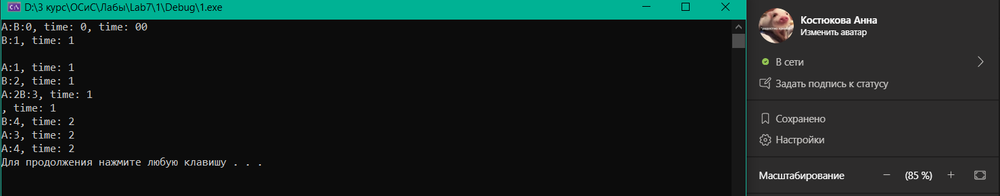 D:\3 курс\ОСиС\Лабы\Lab7\1\Debug\1.exe
A:B:0, time: 0, time: 00
B:1, time: 1
A:1, time: 1
B:2, time: 1
A:2B:3, time: 1
, time: 1
B:4, time: 2
A:3, time: 2
A:4, time: 2
Для продолжения нажмите любую клавишу . . .
Костюкова Анна
Изменить аватар
В сети
Задать подпись к статусу
Сохранено
Настройки
Масштабирование
(85 %)